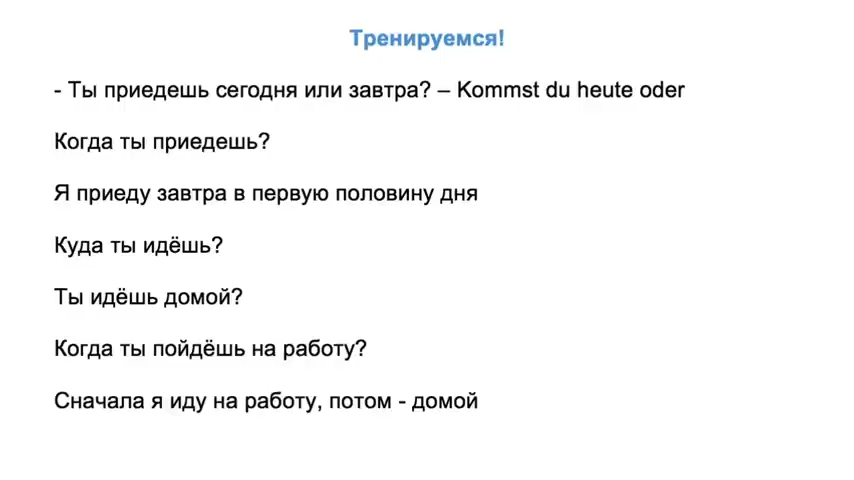 Тренируемся!
- Ты приедешь сегодня или завтра? – Kommst du heute oder
Когда ты приедешь?
Я приеду завтра в первую половину дня
Куда ты идёшь?
Ты идёшь домой?
Когда ты пойдёшь на работу?
Сначала я иду на работу, потом - домой